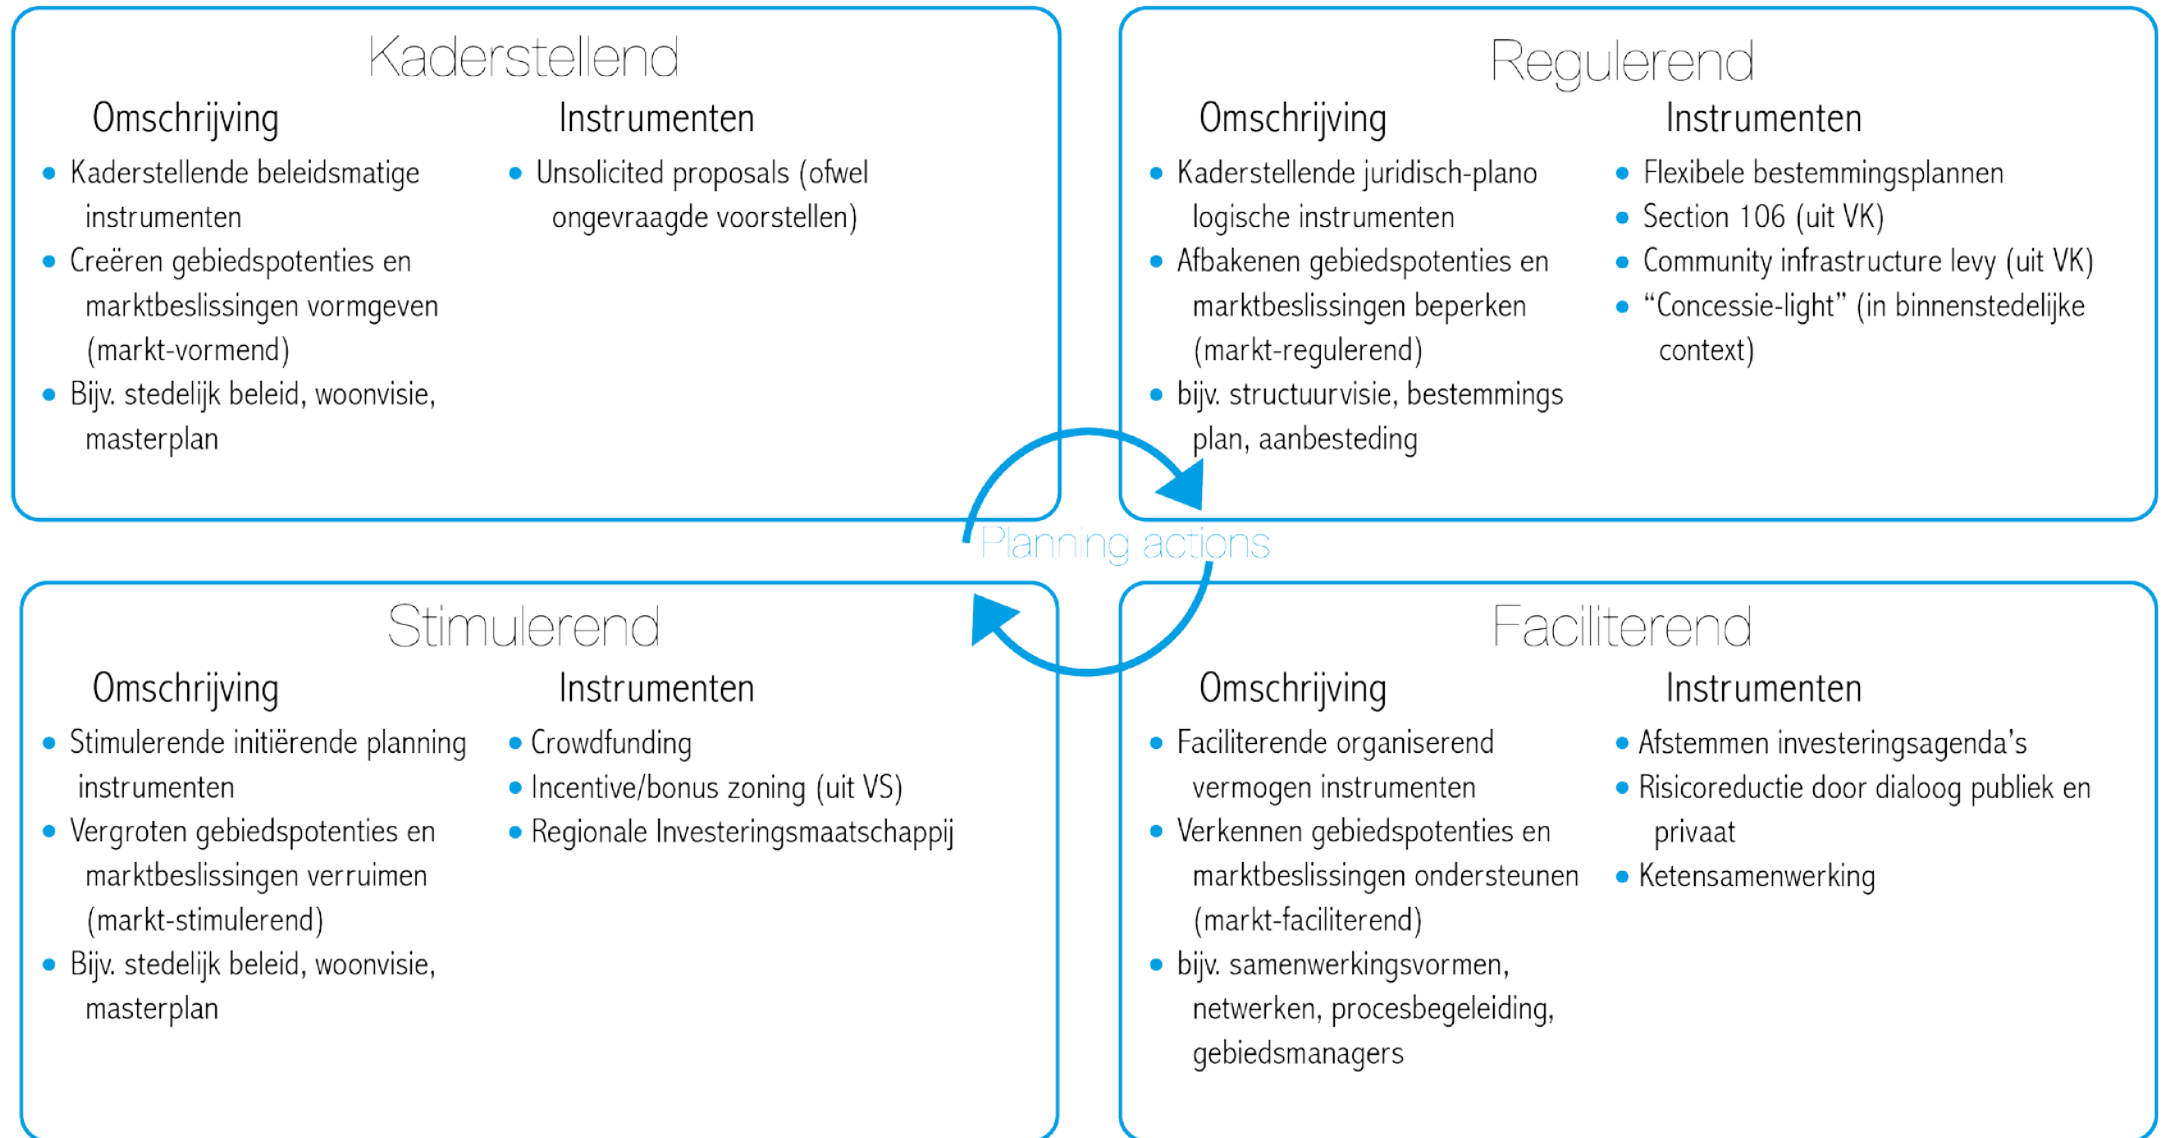 Kaderstellend
Omschrijving
• Kaderstellende beleidsmatige
instrumenten
• Creëren gebiedspotenties en
marktbeslissingen vormgeven
(markt-vormend)
• Bijv. stedelijk beleid, woonvisie,
masterplan
Instrumenten
• Unsolicited proposals (ofwel
ongevraagde voorstellen)
Regulerend
Omschrijving
• Kaderstellende juridisch-plano
logische instrumenten
• Afbakenen gebiedspotenties en
marktbeslissingen beperken
(markt-regulerend)
• bijv. structuurvisie, bestemmings
plan, aanbesteding
Instrumenten
• Flexibele bestemmingsplannen
• Section 106 (uit VK)
• Community infrastructure levy (uit VK)
• “Concessie-light” (in binnenstedelijke
context)
Planning actions
Stimulerend
Omschrijving
• Stimulerende initiërende planning
instrumenten
• Vergroten gebiedspotenties en
marktbeslissingen verruimen
(markt-stimulerend)
• Bijv. stedelijk beleid, woonvisie,
masterplan
Instrumenten
• Crowdfunding
• Incentive/bonus zoning (uit VS)
• Regionale Investeringsmaatschappij
Faciliterend
Omschrijving
• Faciliterende organiserend
vermogen instrumenten
• Verkennen gebiedspotenties en
marktbeslissingen ondersteunen
(markt-faciliterend)
• bijv. samenwerkingsvormen,
netwerken, procesbegeleiding,
gebiedsmanagers
Instrumenten
• Afstemmen investeringsagenda’s
• Risicoreductie door dialoog publiek en
privaat
• Ketensamenwerking